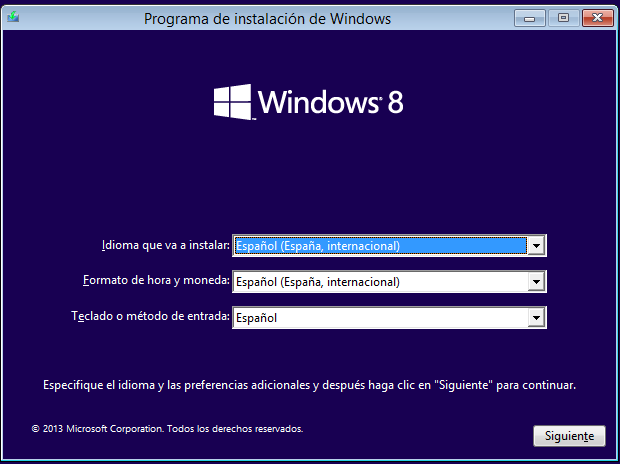 Programa de instalación de Windows
Windows 8
Idioma que va a instalar: Español (España, internacional)
Formato de hora y moneda: Español (España, internacional)
Teclado o método de entrada: Español
Especifique el idioma y las preferencias adicionales y después haga clic en "Siguiente" para continuar.
© 2013 Microsoft Corporation. Todos los derechos reservados.
Siguiente